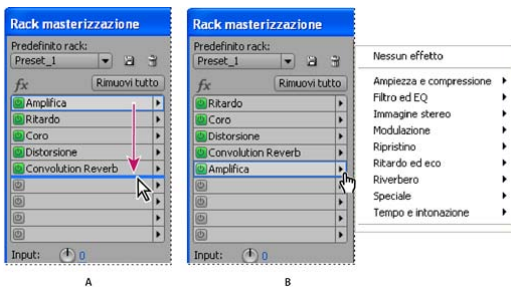 Rack masterizzazione
Predefinito rack:
Preset_1
fx
Rimuovi tutto
Amplifica
Ritardo
Coro
Distorsione
Convolution Reverb
Input: 0
A
Rack masterizzazione
Predefinito rack:
Preset_1
fx
Rimuovi tutto
Ritardo
Coro
Distorsione
Convolution Reverb
Amplifica
Input: 0
B
Nessun effetto
Ampiezza e compressione
Filtro ed EQ
Immagine stereo
Modulazione
Ripristino
Ritardo ed eco
Riverbero
Speciale
Tempo e intonazione